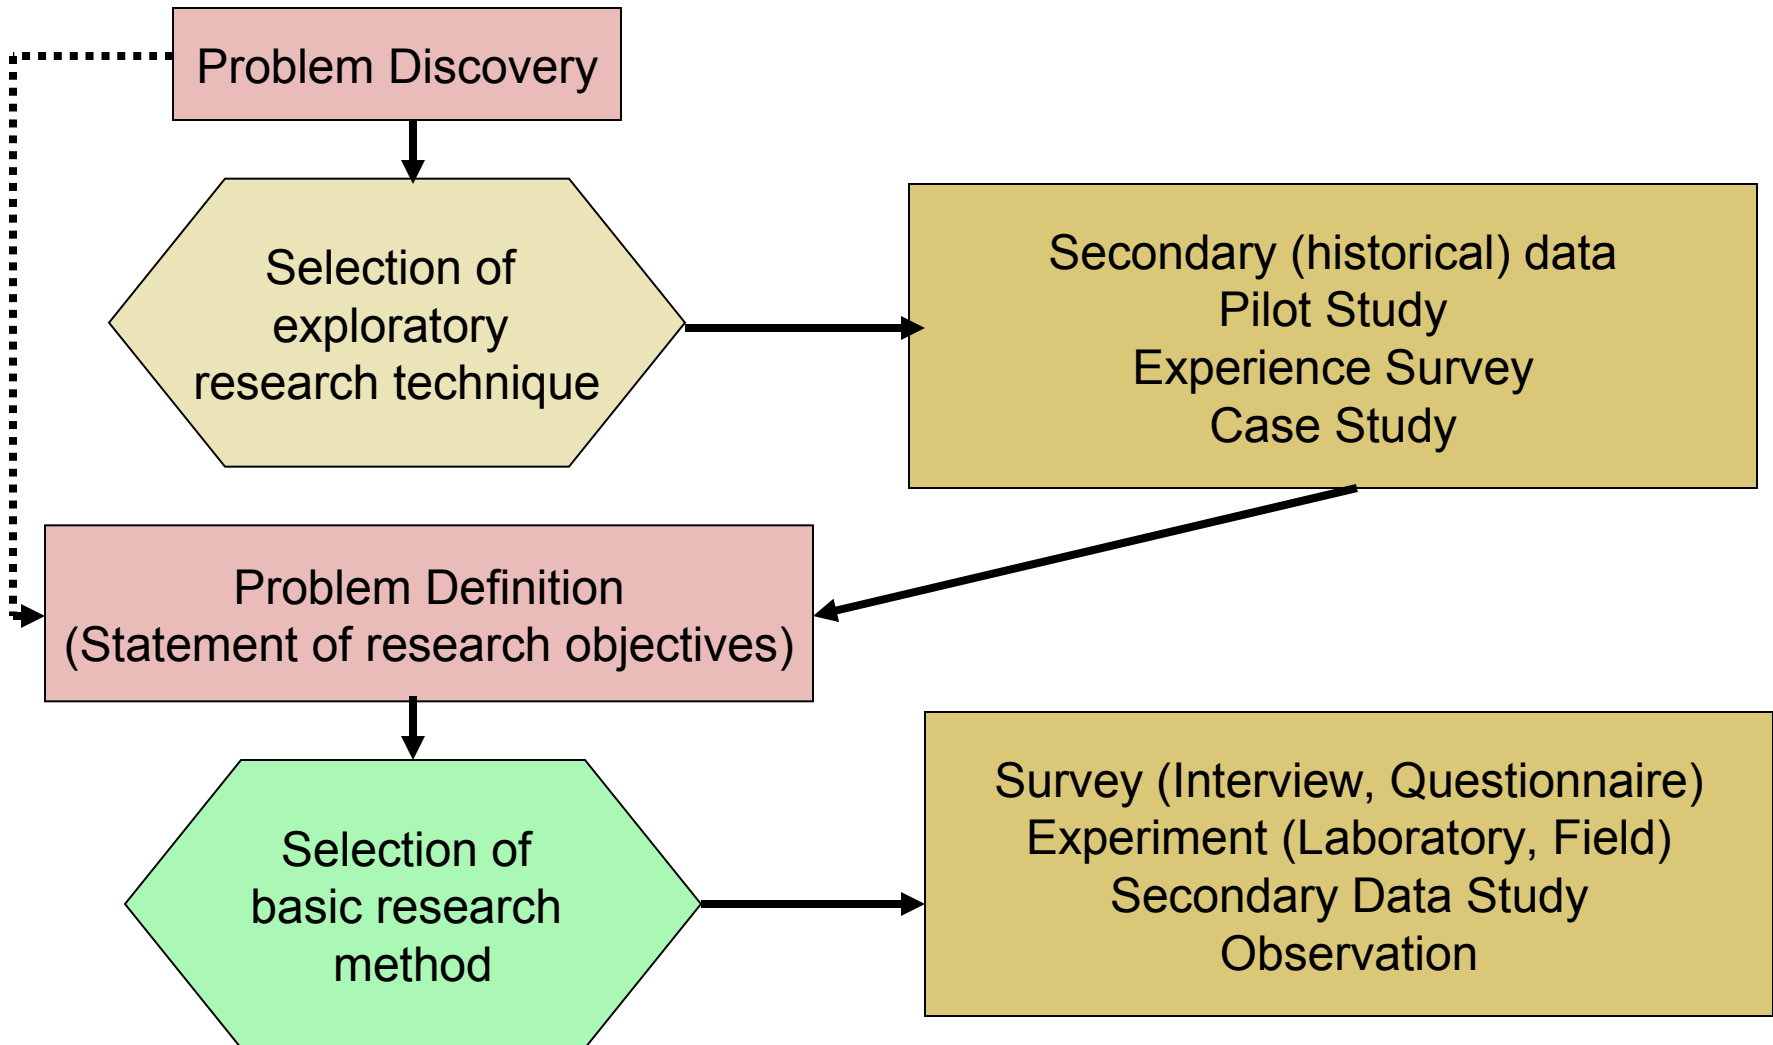 Problem Discovery
Selection of
exploratory
research technique
Secondary (historical) data
Pilot Study
Experience Survey
Case Study
Problem Definition
(Statement of research objectives)
Selection of
basic research
method
Survey (Interview, Questionnaire)
Experiment (Laboratory, Field)
Secondary Data Study
Observation